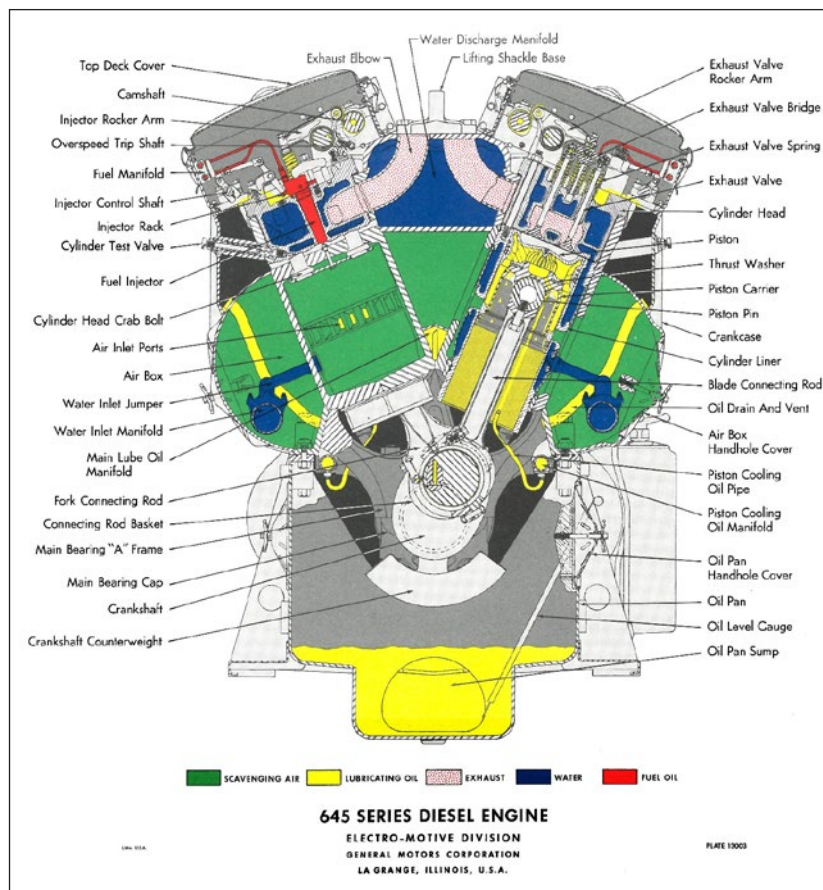 Water Discharge Manifold
Exhaust Elbow
Lifting Shackle Base
Top Deck Cover
Camshaft
Injector Rocker Arm
Overspeed Trip Shaft
Fuel Manifold
Injector Control Shaft
Injector Rack
Cylinder Test Valve
Fuel Injector
Cylinder Head Crab Bolt
Air Inlet Ports
Air Box
Water Inlet Jumper
Water Inlet Manifold
Main Lube Oil
Manifold
Fork Connecting Rod
Connecting Rod Basket
Main Bearing "A" Frame
Main Bearing Cap
Crankshaft
Crankshaft Counterweight
Exhaust Valve
Rocker Arm
Exhaust Valve Bridge
Exhaust Valve Spring
Exhaust Valve
Cylinder Head
Piston
Thrust Washer
Piston Carrier
Piston Pin
Crankcase
Cylinder Liner
Blade Connecting Rod
Oil Drain And Vent
Air Box
Handhole Cover
Piston Cooling
Oil Pipe
Piston Cooling
Oil Manifold
Oil Pan
Handhole Cover
Oil Pan
Oil Level Gauge
Oil Pan Sump
SCAVENGING AIR LUBRICATING OIL EXHAUST WATER FUEL OIL
645 SERIES DIESEL ENGINE
ELECTRO-MOTIVE DIVISION
GENERAL MOTORS CORPORATION
LA GRANGE, ILLINOIS, U.S.A.
U.S.A.
PLATE 12003